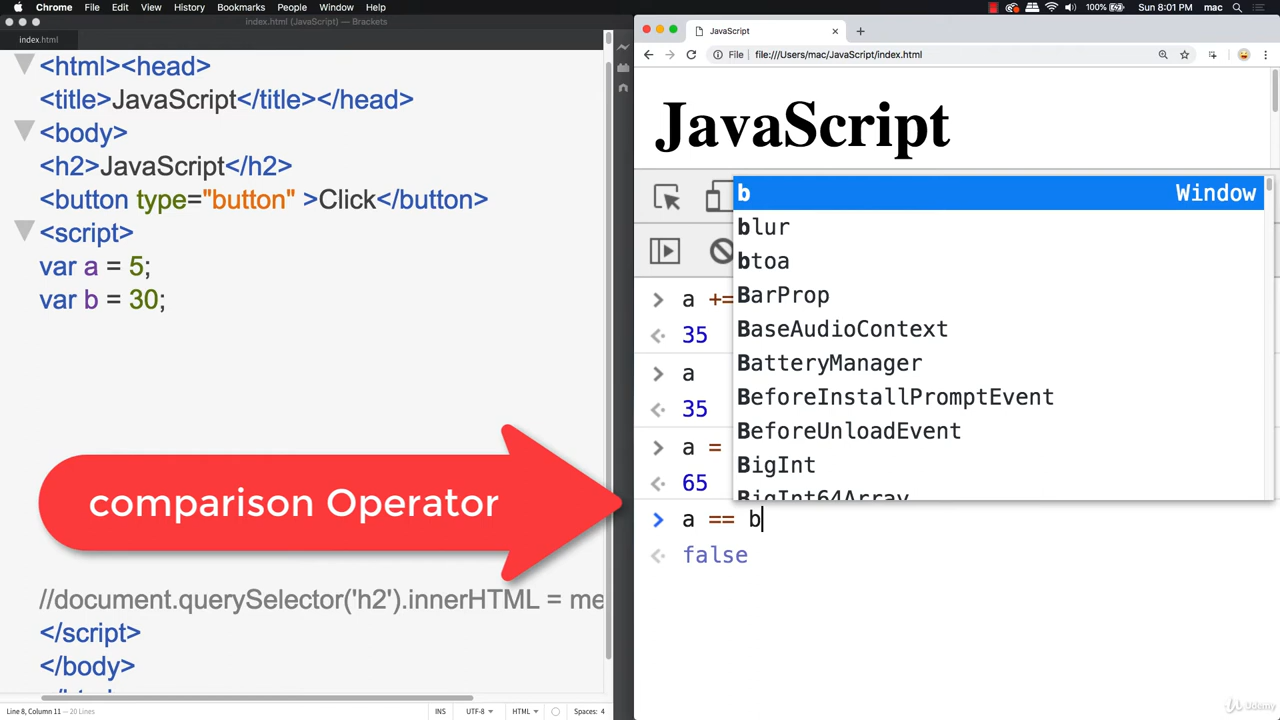 Chrome File Edit View History Bookmarks People Window Help 100% Sun 8:01 PM mac
index.html (JavaScript) — Brackets
index.html
<html><head>
<title>JavaScript</title></head>
<body>
<h2>JavaScript</h2>
<button type="button" >Click</button>
<script>
var a = 5;
var b = 30;
comparison Operator
//document.querySelector('h2').innerHTML = me
</script>
</body>
Line 8, Column 11 — 20 Lines
INS UTF-8 HTML Spaces: 4
JavaScript
File file:///Users/mac/JavaScript/index.html
JavaScript
b Window
blur
btoa
BarProp
BaseAudioContext
BatteryManager
BeforeInstallPromptEvent
BeforeUnloadEvent
BigInt
BigInt64Array
> a +=
35
> a
35
> a =
65
> a == b
false
Udemy